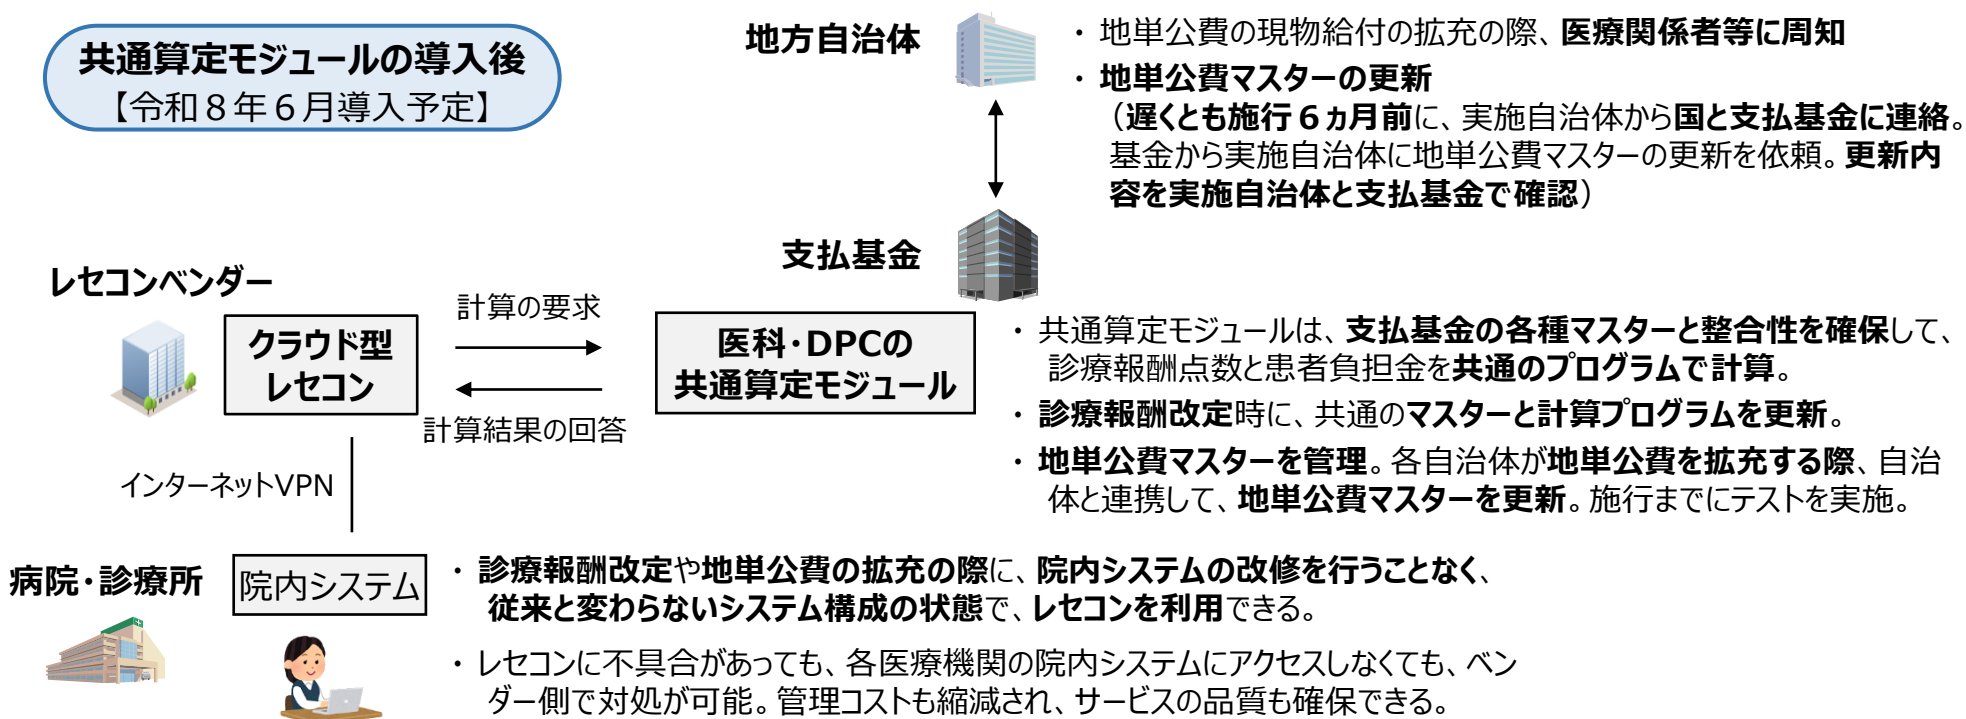 共通算定モジュールの導入後
【令和８年６月導入予定】
地方自治体
・地単公費の現物給付の拡充の際、医療関係者等に周知
・地単公費マスターの更新
（遅くとも施行６ヵ月前に、実施自治体から国と支払基金に連絡。
基金から実施自治体に地単公費マスターの更新を依頼。更新内
容を実施自治体と支払基金で確認）
支払基金
レセコンベンダー
クラウド型
レセコン
計算の要求
計算結果の回答
医科・DPCの
共通算定モジュール
・共通算定モジュールは、支払基金の各種マスターと整合性を確保して、
診療報酬点数と患者負担金を共通のプログラムで計算。
・診療報酬改定時に、共通のマスターと計算プログラムを更新。
・地単公費マスターを管理。各自治体が地単公費を拡充する際、自治
体と連携して、地単公費マスターを更新。施行までにテストを実施。
インターネットVPN
病院・診療所
院内システム
・診療報酬改定や地単公費の拡充の際に、院内システムの改修を行うことなく、
従来と変わらないシステム構成の状態で、レセコンを利用できる。
・レセコンに不具合があっても、各医療機関の院内システムにアクセスしなくても、ベン
ダー側で対処が可能。管理コストも縮減され、サービスの品質も確保できる。